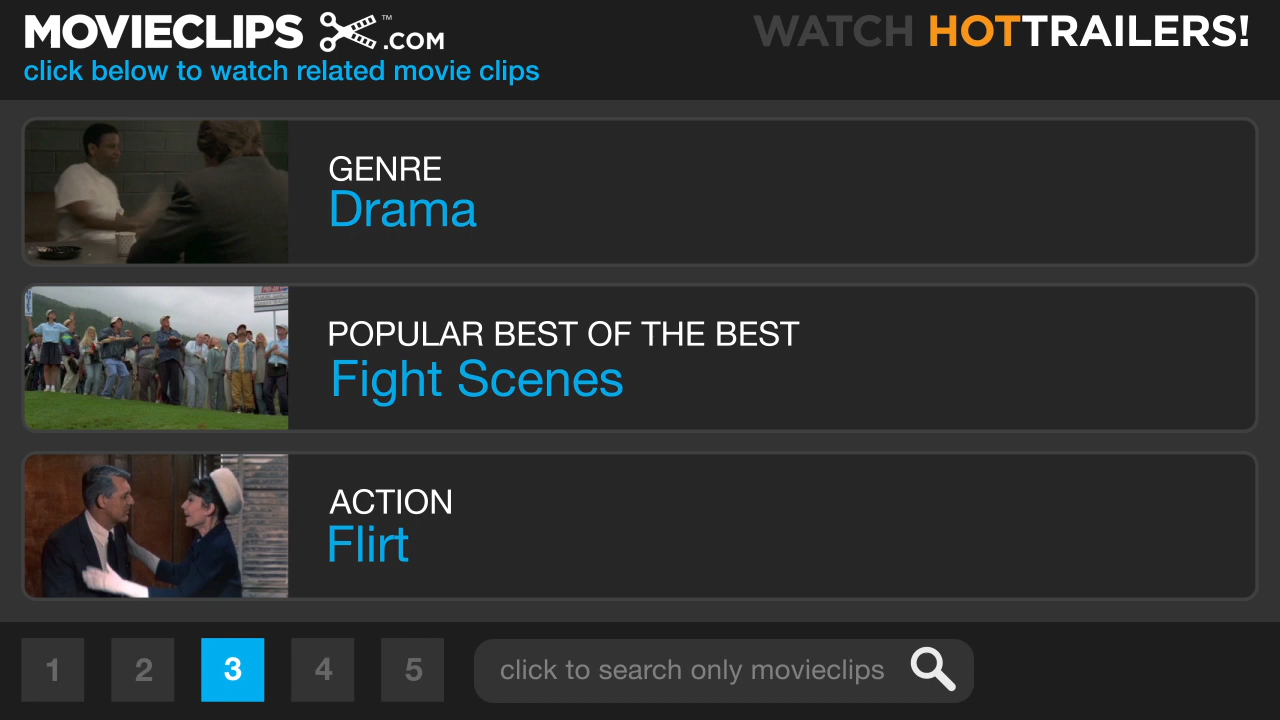 MOVIECLIPS ™ .COM
WATCH HOTTRAILERS!
click below to watch related movie clips
GENRE
Drama
POPULAR BEST OF THE BEST
Fight Scenes
ACTION
Flirt
1 2 3 4 5 click to search only movieclips